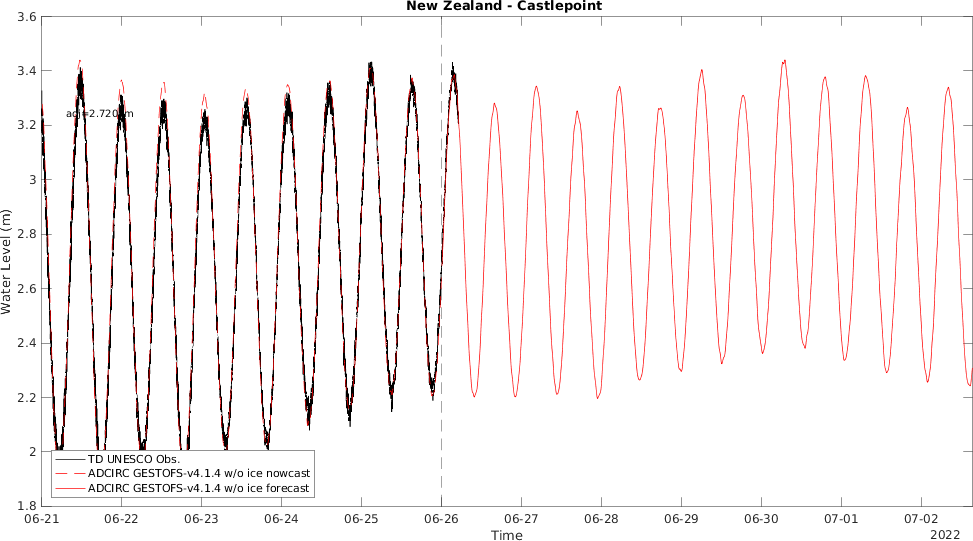 New Zealand - Castlepoint
3.6
3.4
3.2
3
2.8
2.6
2.4
2.2
2
1.8
Water Level (m)
adj=2.720 m
TD UNESCO Obs.
ADCIRC GESTOFS-v4.1.4 w/o ice nowcast
ADCIRC GESTOFS-v4.1.4 w/o ice forecast
06-21 06-22 06-23 06-24 06-25 06-26 06-27 06-28 06-29 06-30 07-01 07-02
Time
2022